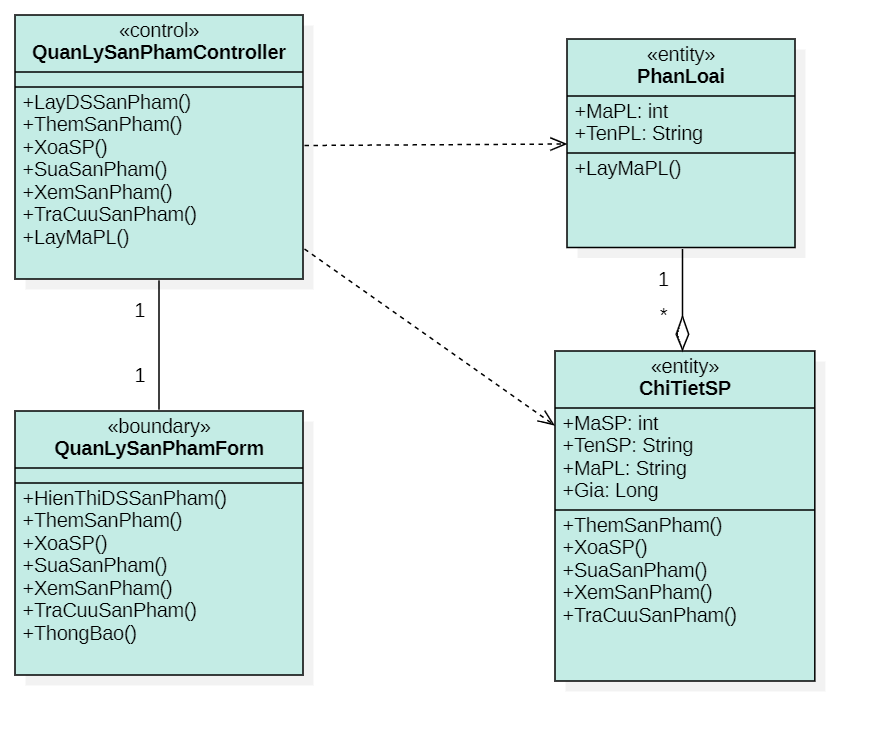 «control»
QuanLySanPhamController
+LayDSSanPham()
+ThemSanPham()
+XoaSP()
+SuaSanPham()
+XemSanPham()
+TraCuuSanPham()
+LayMaPL()
«entity»
PhanLoai
+MaPL: int
+TenPL: String
+LayMaPL()
1
1
1
*
«boundary»
QuanLySanPhamForm
+HienThiDSSanPham()
+ThemSanPham()
+XoaSP()
+SuaSanPham()
+XemSanPham()
+TraCuuSanPham()
+ThongBao()
«entity»
ChiTietSP
+MaSP: int
+TenSP: String
+MaPL: String
+Gia: Long
+ThemSanPham()
+XoaSP()
+SuaSanPham()
+XemSanPham()
+TraCuuSanPham()